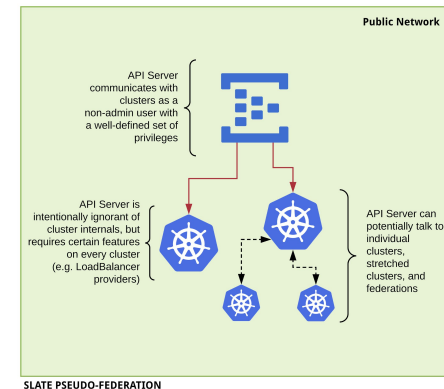 Public Network
API Server
communicates with
clusters as a
non-admin user with
a well-defined set of
privileges
API Server is
intentionally ignorant of
cluster internals, but
requires certain features
on every cluster
(e.g. LoadBalancer
providers)
API Server can
potentially talk to
individual
clusters,
stretched
clusters, and
federations
SLATE PSEUDO-FEDERATION